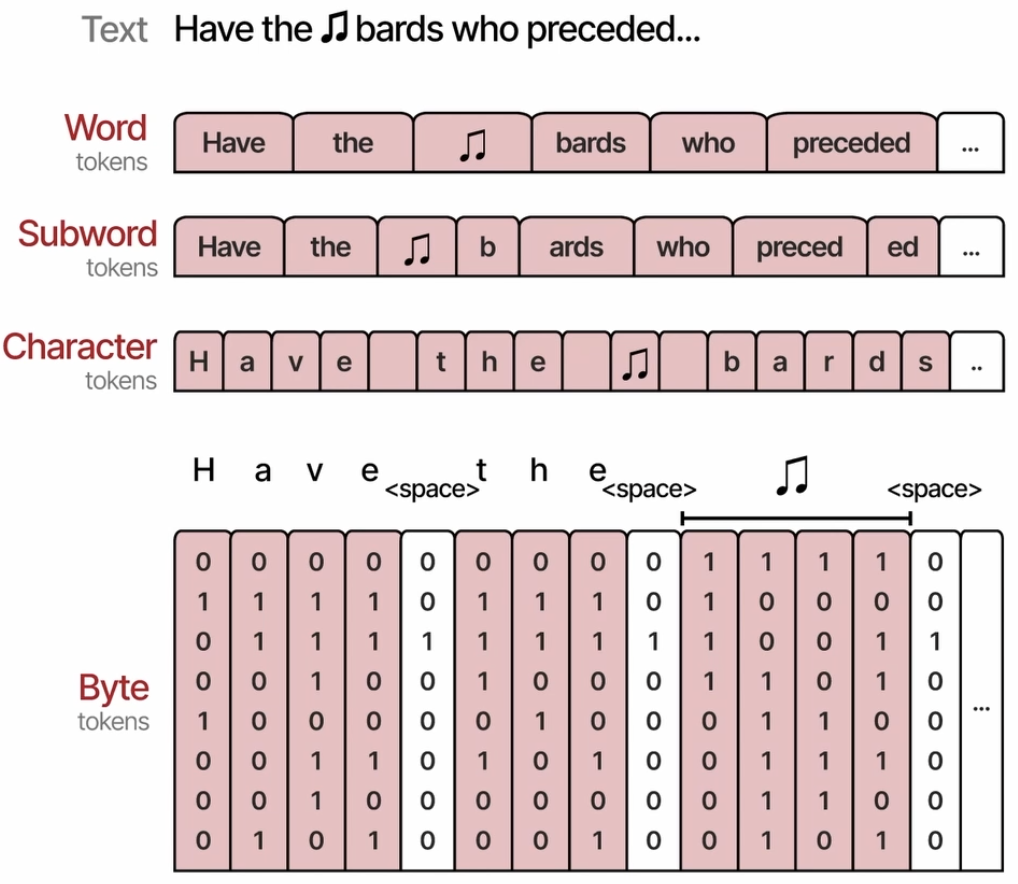 Text Have the ♫ bards who preceded...
Word tokens Have the ♫ bards who preceded ...
Subword tokens Have the ♫ b ards who preced ed ...
Character tokens H a v e t h e ♫ b a r d s ..
H a v e <space> t h e <space> ♫ <space>
0 0 0 0 0 0 0 0 0 1 1 1 1 0
1 1 1 1 0 1 1 1 0 1 0 0 0 0
0 1 1 1 1 1 1 1 1 1 0 0 1 1
0 0 1 0 0 1 0 0 0 1 1 0 1 0
Byte tokens ...
1 0 0 0 0 0 1 0 0 0 1 1 0 0
0 0 1 1 0 1 0 1 0 0 1 1 1 0
0 0 1 0 0 0 0 0 0 0 1 1 0 0
0 1 0 1 0 0 0 1 0 0 1 0 1 0